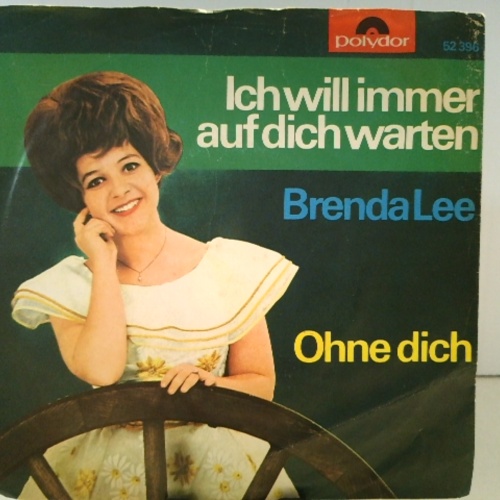 polydor
52 398
Ich will immer
auf dich warten
Brenda Lee
Ohne dich